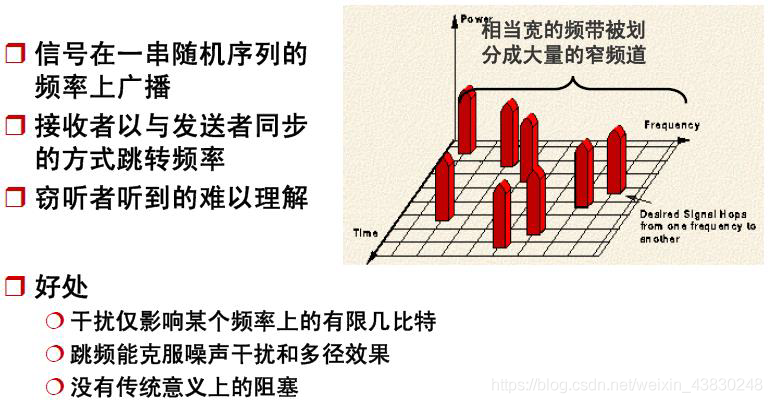 信号在一串随机序列的
频率上广播
接收者以与发送者同步
的方式跳转频率
窃听者听到的难以理解
Power
相当宽的频带被划
分成大量的窄频道
Frequency
Time
Desired Signal Hops
from one frequency to
another
好处
干扰仅影响某个频率上的有限几比特
跳频能克服噪声干扰和多径效果
没有传统意义上的阻塞
https://blog.csdn.net/weixin_43830248